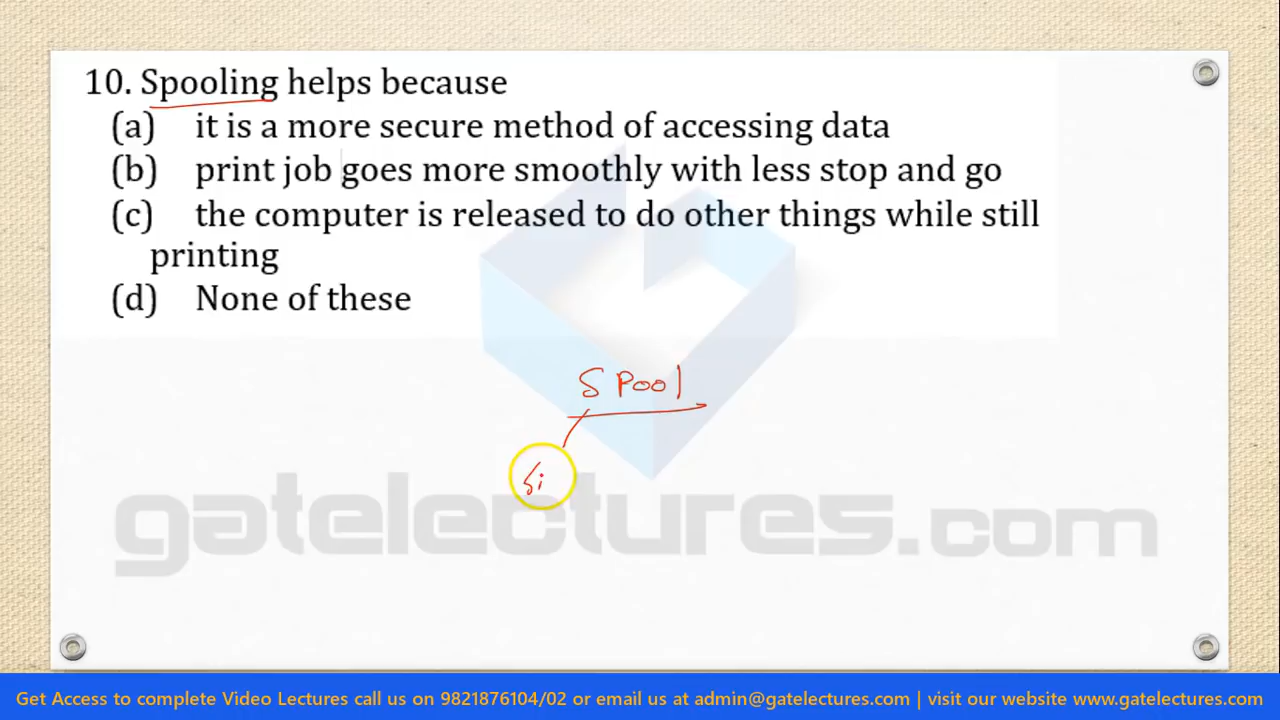 10. Spooling helps because
(a) it is a more secure method of accessing data
(b) print job goes more smoothly with less stop and go
(c) the computer is released to do other things while still
printing
(d) None of these
SPool
Si
gatelectures.com
Get Access to complete Video Lectures call us on 9821876104/02 or email us at admin@gatelectures.com | visit our website www.gatelectures.com